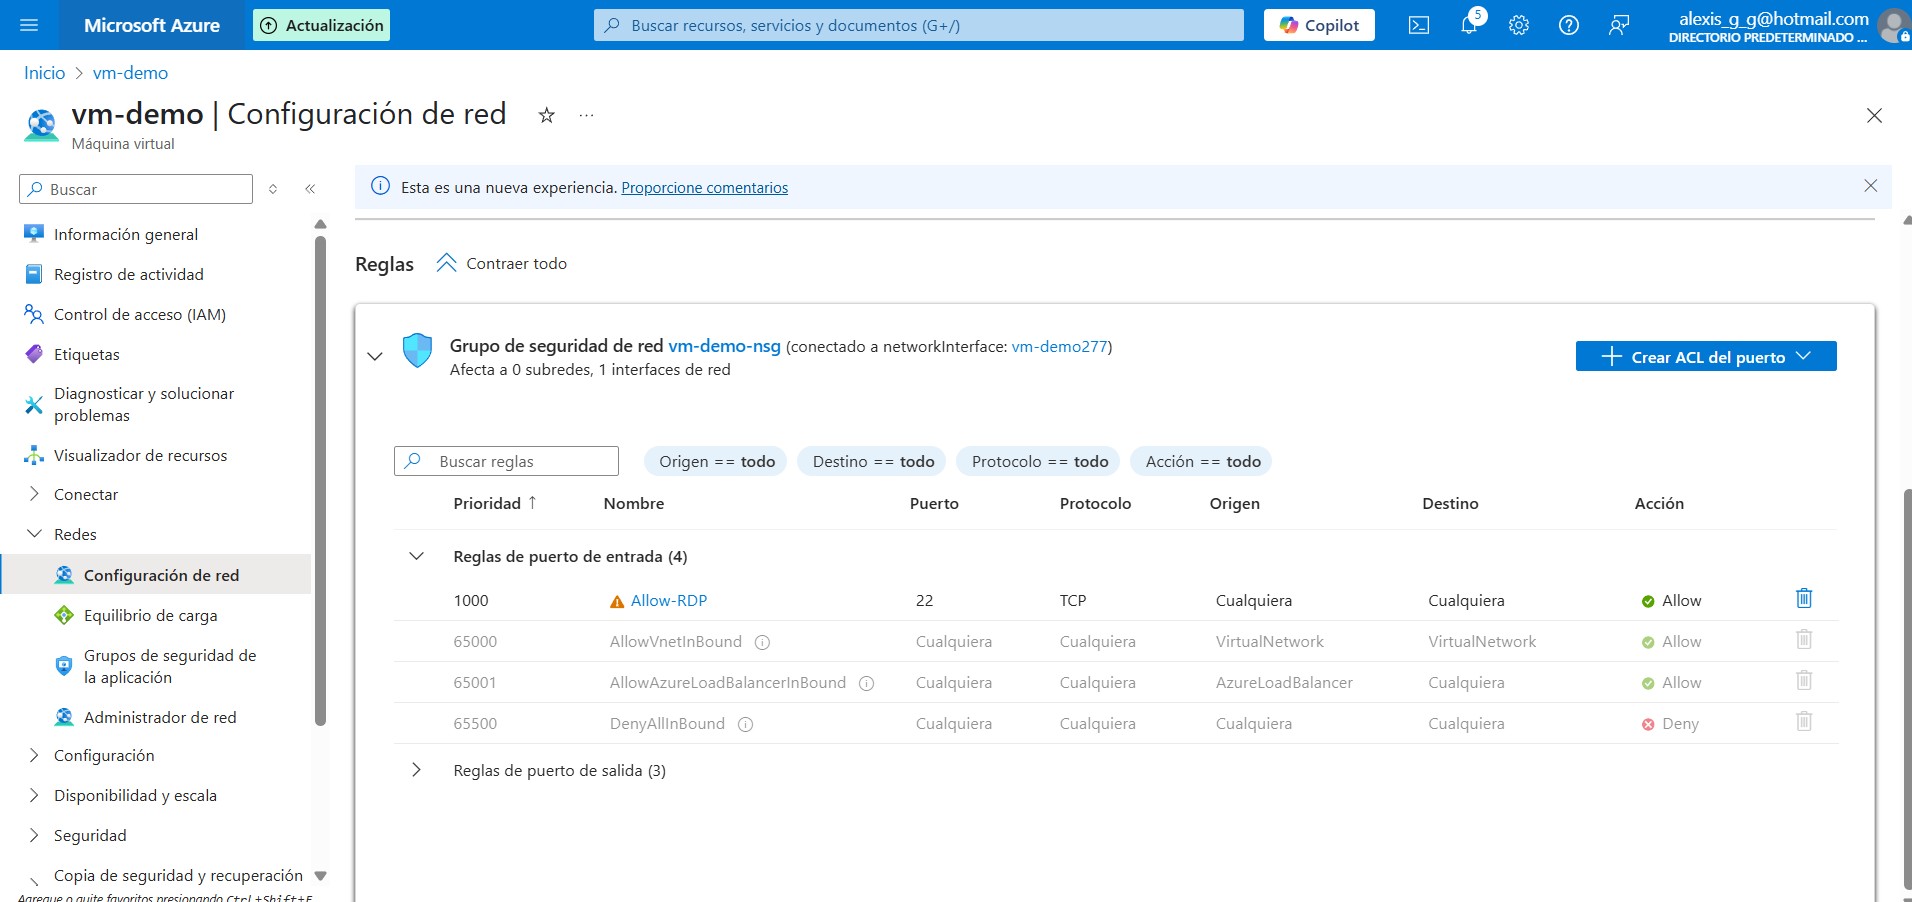 Microsoft Azure
Actualización
Buscar recursos, servicios y documentos (G+/)
Copilot
5
alexis_g_g@hotmail.com
DIRECTORIO PREDETERMINADO ...
Inicio > vm-demo
vm-demo | Configuración de red
Máquina virtual
Buscar
Información general
Registro de actividad
Control de acceso (IAM)
Etiquetas
Diagnosticar y solucionar
problemas
Visualizador de recursos
Conectar
Redes
Configuración de red
Equilibrio de carga
Grupos de seguridad de
la aplicación
Administrador de red
Configuración
Disponibilidad y escala
Seguridad
Copia de seguridad y recuperación
Agregue o quite favoritos presionando Ctrl+Shift+F
Esta es una nueva experiencia. Proporcione comentarios
Reglas
Contraer todo
Grupo de seguridad de red vm-demo-nsg (conectado a networkInterface: vm-demo277)
Afecta a 0 subredes, 1 interfaces de red
Crear ACL del puerto
Buscar reglas
Origen == todo
Destino == todo
Protocolo == todo
Acción == todo
Prioridad ↑ Nombre Puerto Protocolo Origen Destino Acción
Reglas de puerto de entrada (4)
1000 Allow-RDP 22 TCP Cualquiera Cualquiera Allow
65000 AllowVnetInBound Cualquiera Cualquiera VirtualNetwork VirtualNetwork Allow
65001 AllowAzureLoadBalancerInBound Cualquiera Cualquiera AzureLoadBalancer Cualquiera Allow
65500 DenyAllInBound Cualquiera Cualquiera Cualquiera Cualquiera Deny
Reglas de puerto de salida (3)